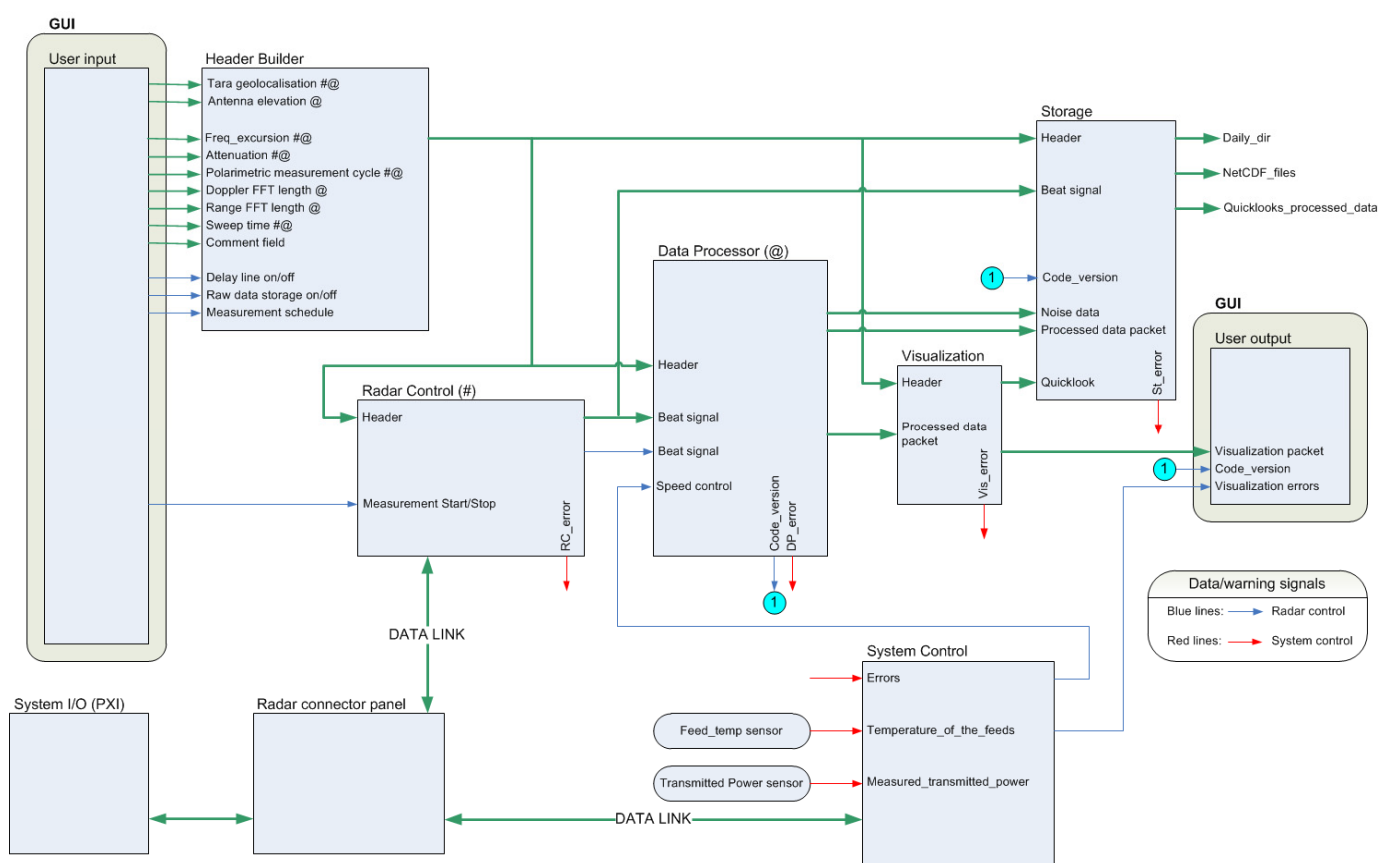 GUI
User input
Header Builder
Tara geolocalisation #@
Antenna elevation @
Freq_excursion #@
Attenuation #@
Polarimetric measurement cycle #@
Doppler FFT length @
Range FFT length @
Sweep time #@
Comment field
Delay line on/off
Raw data storage on/off
Measurement schedule
Storage
Header
Beat signal
1
Code_version
Noise data
Processed data packet
Quicklook
St_error
Daily_dir
NetCDF_files
Quicklooks_processed_data
Data Processor (@)
Header
Beat signal
Beat signal
Speed control
Code_version
DP_error
1
Radar Control (#)
Header
Measurement Start/Stop
RC_error
Visualization
Header
Processed data
packet
Vis_error
GUI
User output
Visualization packet
1
Code_version
Visualization errors
Data/warning signals
Blue lines:
Radar control
Red lines:
System control
DATA LINK
System I/O (PXI)
Radar connector panel
DATA LINK
System Control
Errors
Feed_temp sensor
Temperature_of_the_feeds
Transmitted Power sensor
Measured_transmitted_power